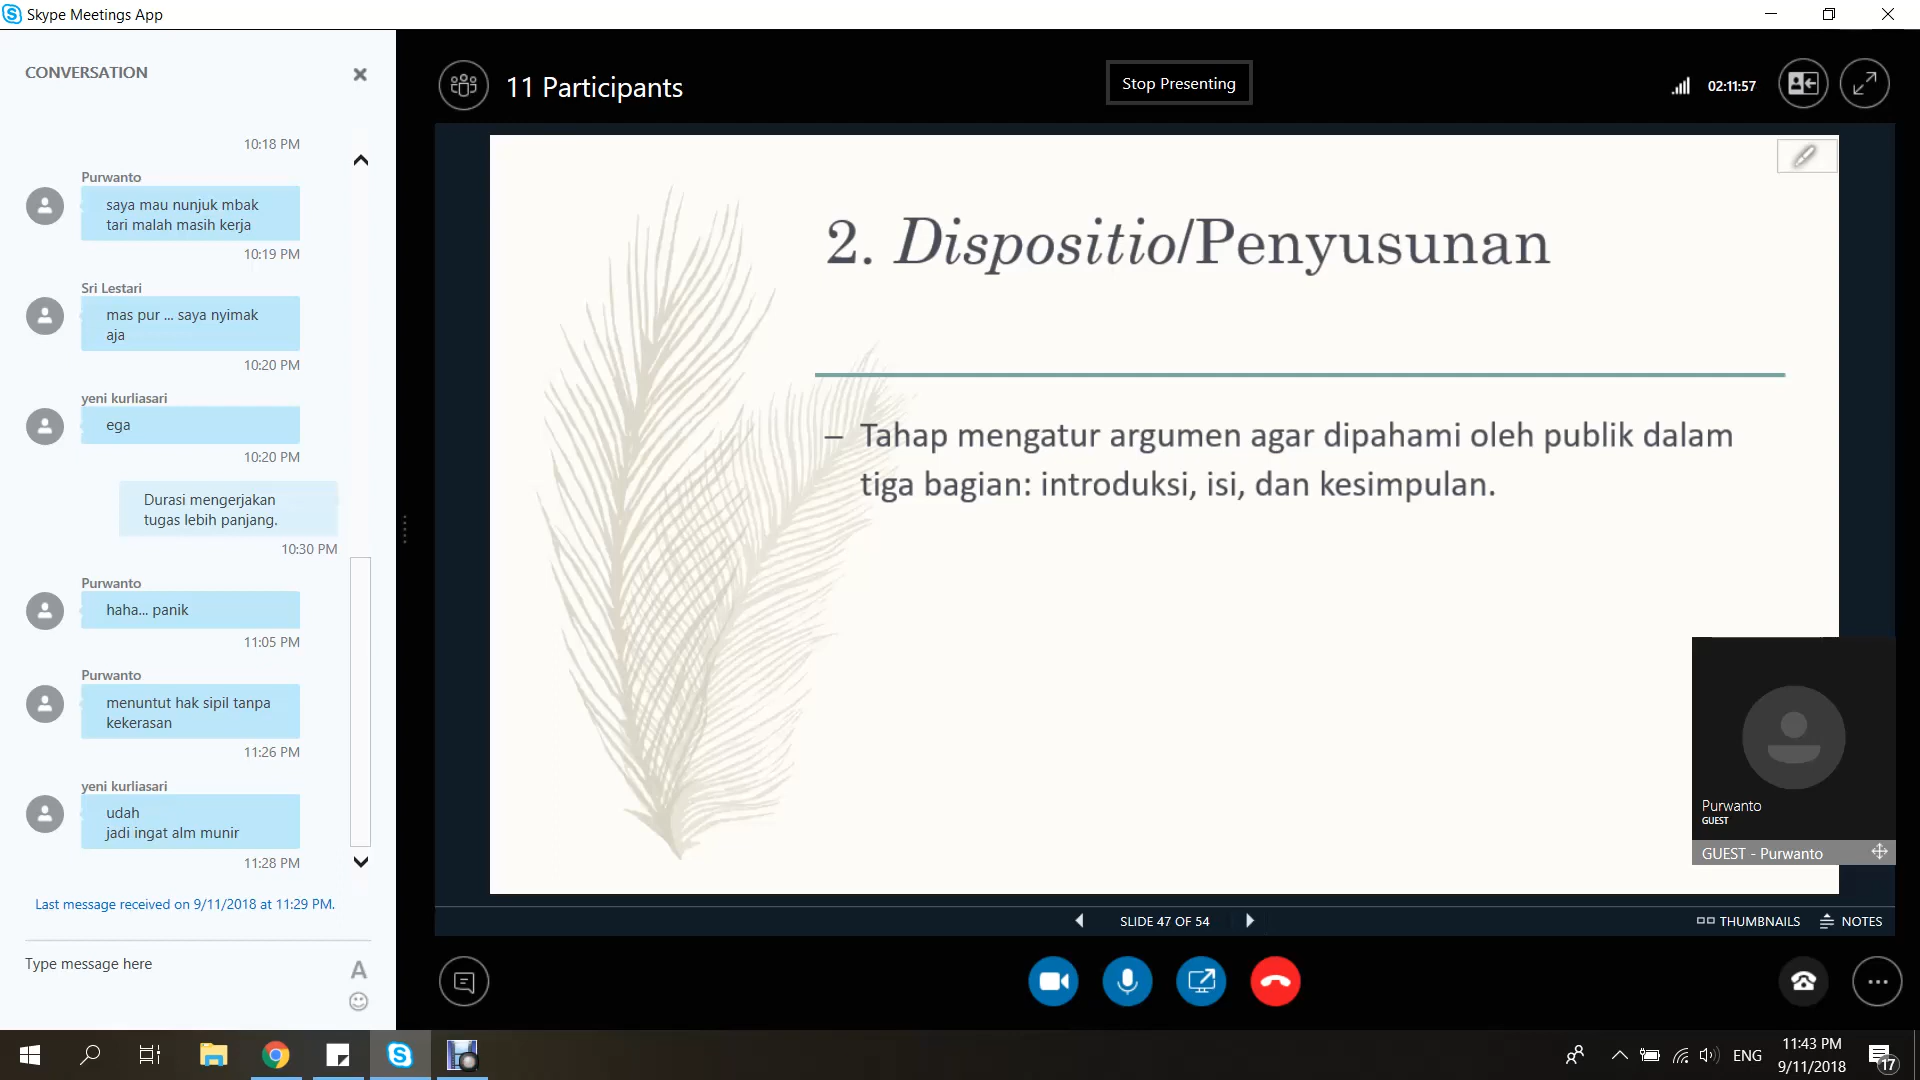 Skype Meetings App
CONVERSATION
10:18 PM
Purwanto
saya mau nunjuk mbak
tari malah masih kerja
10:19 PM
Sri Lestari
mas pur ... saya nyimak
aja
10:20 PM
yeni kurliasari
ega
10:20 PM
Durasi mengerjakan
tugas lebih panjang.
10:30 PM
Purwanto
haha... panik
11:05 PM
Purwanto
menuntut hak sipil tanpa
kekerasan
11:26 PM
yeni kurliasari
udah
jadi ingat alm munir
11:28 PM
Last message received on 9/11/2018 at 11:29 PM.
Type message here
A
11 Participants
Stop Presenting
02:11:57
2. Dispositio/Penyusunan
– Tahap mengatur argumen agar dipahami oleh publik dalam
tiga bagian: introduksi, isi, dan kesimpulan.
Purwanto
GUEST
GUEST - Purwanto
SLIDE 47 OF 54
THUMBNAILS
NOTES
ENG
11:43 PM
9/11/2018
17